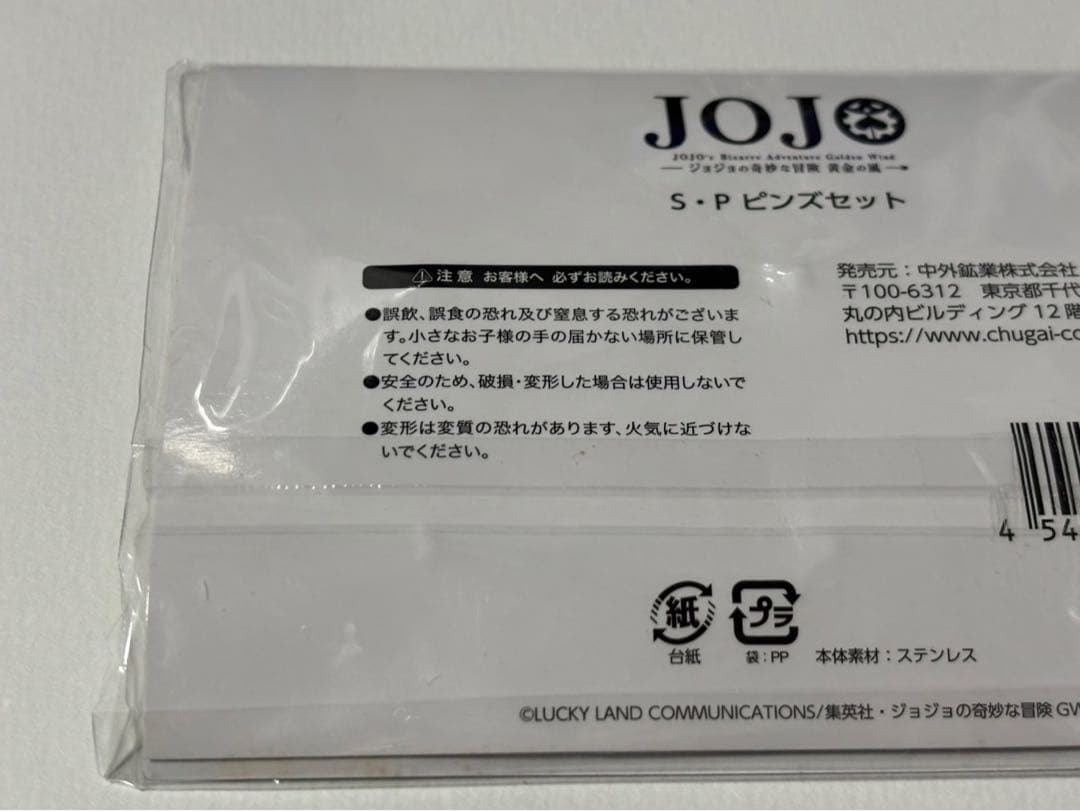 JOJO
JOJO's Bizarre Adventure Golden Wind
ジョジョの奇妙な冒険 黄金の風
S・P ピンズセット
注意 お客様へ 必ずお読みください。
●誤飲、誤食の恐れ及び窒息する恐れがございま
す。小さなお子様の手の届かない場所に保管し
てください。
●安全のため、破損・変形した場合は使用しないで
ください。
●変形は変質の恐れがあります、火気に近づけな
いでください。
発売元：中外鉱業株式会社
〒100-6312 東京都千代
丸の内ビルディング 12階
https://www.chugai-co
4 54
紙
プラ
台紙
袋：PP
本体素材：ステンレス
©LUCKY LAND COMMUNICATIONS/集英社・ジョジョの奇妙な冒険 GW